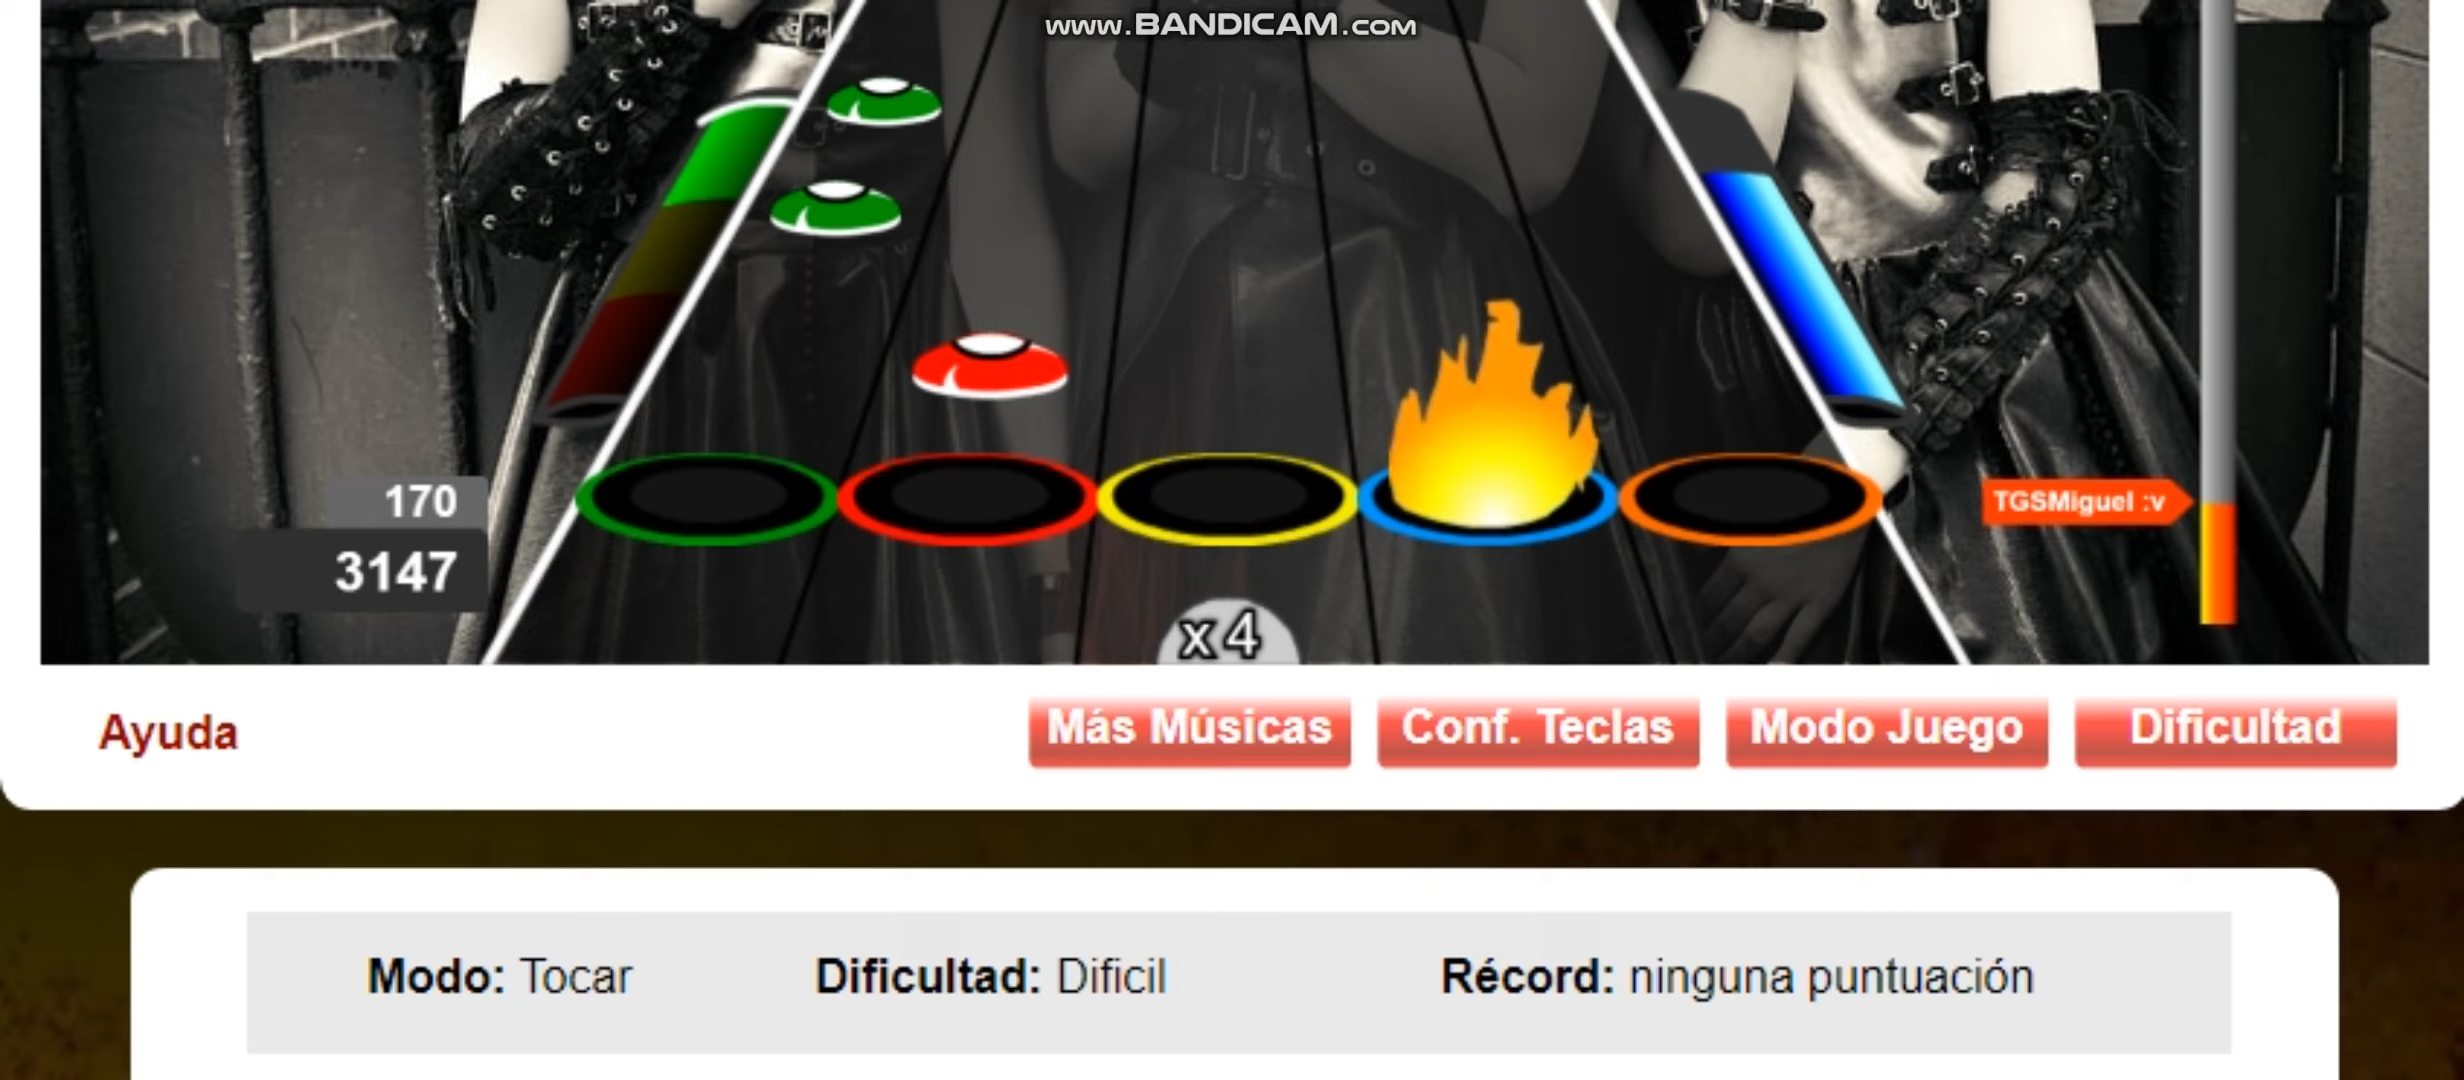 www.BANDICAM.com
170
3147
TGSMiguel :v
x4
Ayuda
Más Músicas
Conf. Teclas
Modo Juego
Dificultad
Modo: Tocar
Dificultad: Dificil
Récord: ninguna puntuación